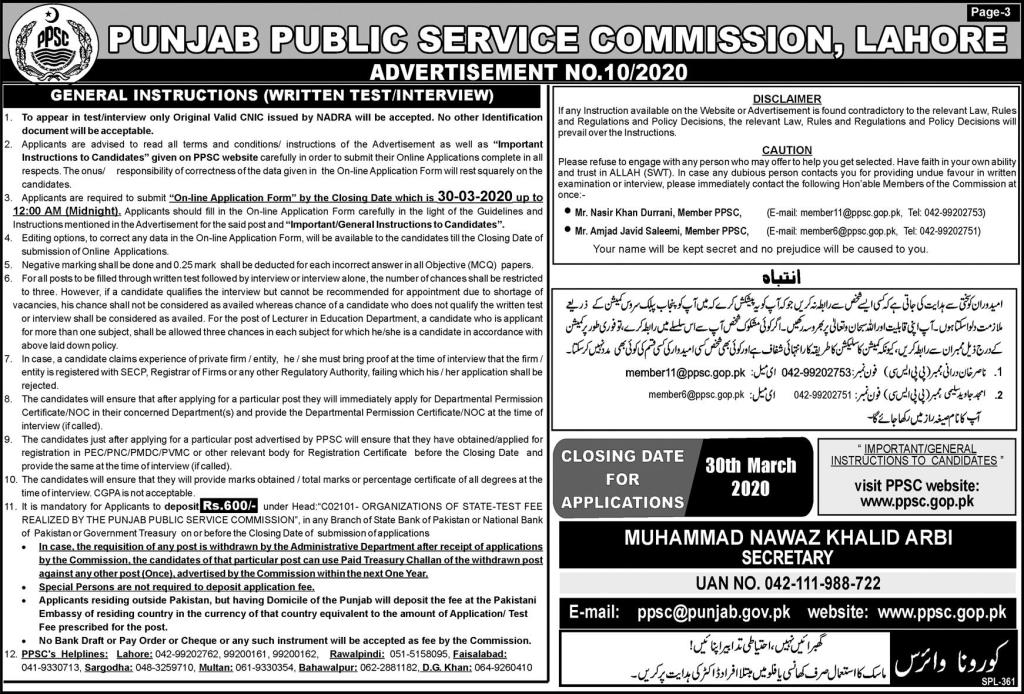 Page-3
PPSC
PUNJAB PUBLIC SERVICE COMMISSION, LAHORE
ADVERTISEMENT NO.10/2020
GENERAL INSTRUCTIONS (WRITTEN TEST/INTERVIEW)
1. To appear in test/interview only Original Valid CNIC issued by NADRA will be accepted. No other Identification
document will be acceptable.
2. Applicants are advised to read all terms and conditions/ instructions of the Advertisement as well as “Important
Instructions to Candidates” given on PPSC website carefully in order to submit their Online Applications complete in all
respects. The onus/ responsibility of correctness of the data given in the On-line Application Form will rest squarely on the
candidates.
3. Applicants are required to submit “On-line Application Form” by the Closing Date which is 30-03-2020 up to
12:00 AM (Midnight). Applicants should fill in the On-line Application Form carefully in the light of the Guidelines and
Instructions mentioned in the Advertisement for the said post and “Important/General Instructions to Candidates”.
4. Editing options, to correct any data in the On-line Application Form, will be available to the candidates till the Closing Date of
submission of Online Applications.
5. Negative marking shall be done and 0.25 mark shall be deducted for each incorrect answer in all Objective (MCQ) papers.
6. For all posts to be filled through written test followed by interview or interview alone, the number of chances shall be restricted
to three. However, if a candidate qualifies the interview but cannot be recommended for appointment due to shortage of
vacancies, his chance shall not be considered as availed whereas chance of a candidate who does not qualify the written test
or interview shall be considered as availed. For the post of Lecturer in Education Department, a candidate who is applicant
for more than one subject, shall be allowed three chances in each subject for which he/she is a candidate in accordance with
above laid down policy.
7. In case, a candidate claims experience of private firm / entity, he / she must bring proof at the time of interview that the firm /
entity is registered with SECP, Registrar of Firms or any other Regulatory Authority, failing which his / her application shall be
rejected.
8. The candidates will ensure that after applying for a particular post they will immediately apply for Departmental Permission
Certificate/NOC in their concerned Department(s) and provide the Departmental Permission Certificate/NOC at the time of
interview (if called).
9. The candidates just after applying for a particular post advertised by PPSC will ensure that they have obtained/applied for
registration in PEC/PNC/PMDC/PVMC or other relevant body for Registration Certificate before the Closing Date and
provide the same at the time of interview (if called).
10. The candidates will ensure that they will provide marks obtained / total marks or percentage certificate of all degrees at the
time of interview. CGPA is not acceptable.
11. It is mandatory for Applicants to deposit Rs.600/- under Head:“C02101- ORGANIZATIONS OF STATE-TEST FEE
REALIZED BY THE PUNJAB PUBLIC SERVICE COMMISSION”, in any Branch of State Bank of Pakistan or National Bank
of Pakistan or Government Treasury on or before the Closing Date of submission of applications
• In case, the requisition of any post is withdrawn by the Administrative Department after receipt of applications
by the Commission, the candidates of that particular post can use Paid Treasury Challan of the withdrawn post
against any other post (Once), advertised by the Commission within the next One Year.
• Special Persons are not required to deposit application fee.
• Applicants residing outside Pakistan, but having Domicile of the Punjab will deposit the fee at the Pakistani
Embassy of residing country in the currency of that country equivalent to the amount of Application/ Test
Fee prescribed for the post.
• No Bank Draft or Pay Order or Cheque or any such instrument will be accepted as fee by the Commission.
12. PPSC's Helplines: Lahore: 042-99202762, 99200161, 99200162, Rawalpindi: 051-5158095, Faisalabad:
041-9330713, Sargodha: 048-3259710, Multan: 061-9330354, Bahawalpur: 062-2881182, D.G. Khan: 064-9260410
DISCLAIMER
If any Instruction available on the Website or Advertisement is found contradictory to the relevant Law, Rules
and Regulations and Policy Decisions, the relevant Law, Rules and Regulations and Policy Decisions will
prevail over the Instructions.
CAUTION
Please refuse to engage with any person who may offer to help you get selected. Have faith in your own ability
and trust in ALLAH (SWT). In case any dubious person contacts you for providing undue favour in written
examination or interview, please immediately contact the following Hon'able Members of the Commission at
once:-
• Mr. Nasir Khan Durrani, Member PPSC, (E-mail: member11@ppsc.gop.pk, Tel: 042-99202753)
• Mr. Amjad Javid Saleemi, Member PPSC, (E-mail: member6@ppsc.gop.pk, Tel: 042-99202751)
Your name will be kept secret and no prejudice will be caused to you.
انتباہ
امیدوران کو سختی سے ہدایت کی جاتی ہے کہ کسی ایسے شخص سے رابطہ نہ کریں جو کہ آپ کو یہ پیشکش کرے کہ میں آپ کو پنجاب پبلک سروس کمیشن کے ذریعے
ملازمت دلوا سکتا ہوں۔ آپ اپنی قابلیت اور اللہ سبحان و تعالیٰ پر بھروسہ رکھیں۔ اگر کوئی مشکوک شخص آپ سے اس سلسلے میں رابطہ کرے، تو فوری طور پر کمیشن
کے درج ذیل ممبران سے رابطہ کریں، کیونکہ کمیشن کا سلیکشن کا طریقہ کار انتہائی شفاف ہے اور کوئی بھی شخص کسی امیدوار کی کسی قسم کی کوئی بھی مدد نہیں کر سکتا۔
1. ناصر خان درانی ممبر (پی پی ایس سی) فون نمبر: 042-99202753 ای میل: member11@ppsc.gop.pk
2. امجد جاوید سلیمی ممبر (پی پی ایس سی) فون نمبر: 042-99202751 ای میل: member6@ppsc.gop.pk
آپ کا نام صیغہ راز میں رکھا جائے گا۔
CLOSING DATE
FOR
APPLICATIONS
30th March
2020
“ IMPORTANT/GENERAL
INSTRUCTIONS TO CANDIDATES”
visit PPSC website:
www.ppsc.gop.pk
MUHAMMAD NAWAZ KHALID ARBI
SECRETARY
UAN NO. 042-111-988-722
E-mail: ppsc@punjab.gov.pk website: www.ppsc.gop.pk
کورونا وائرس
گھبرائیں نہیں، احتیاطی تدابیر اپنائیں!
ماسک کا استعمال صرف کھانسی یا فلو میں مبتلا افراد ڈاکٹر کی ہدایت پر کریں۔
SPL-361